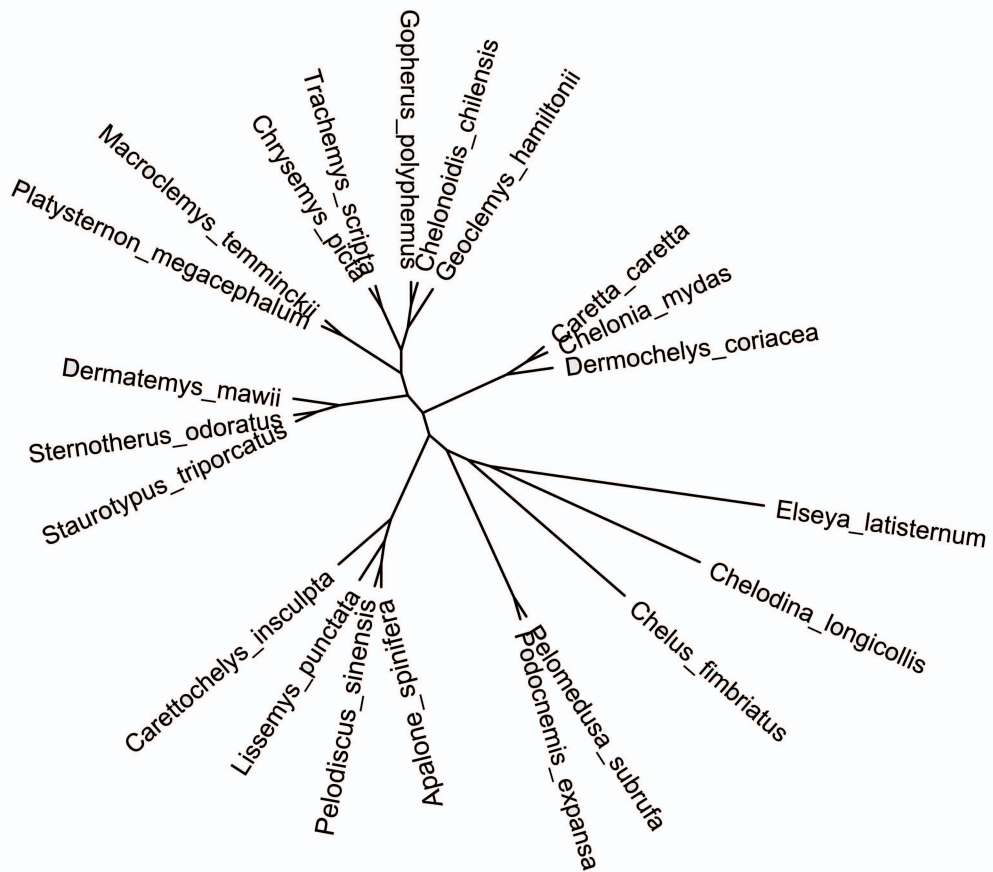 Gopherus_polyphemus
Chelonoidis_chilensis
Geoclemys_hamiltonii
Caretta_caretta
Chelonia_mydas
Dermochelys_coriacea
Elseya_latisternum
Chelodina_longicollis
Chelus_fimbriatus
Pelomedusa_subrufa
Podocnemis_expansa
Apalone_spinifera
Pelodiscus_sinensis
Lissemys_punctata
Carettochelys_insculpta
Staurotypus_triporcatus
Sternotherus_odoratus
Dermatemys_mawii
Platysternon_megacephalum
Macroclemys_temminckii
Chrysemys_picta
Trachemys_scripta